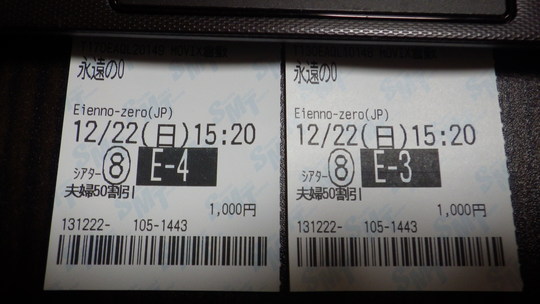 永遠の0
Eienno-zero(JP)
12/22(日)15:20
シアター 8 E-4
夫婦50割引
1,000円
131222- 105-1443
永遠の0
Eienno-zero(JP)
12/22(日)15:20
シアター 8 E-3
夫婦50割引
1,000円
131222- 105-1443